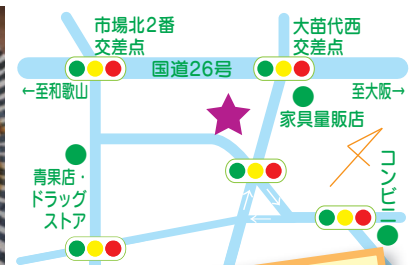 市場北2番
交差点
大苗代西
交差点
国道26号
←至和歌山
至大阪→
家具量販店
青果店・
ドラッグ
ストア
コンビニ